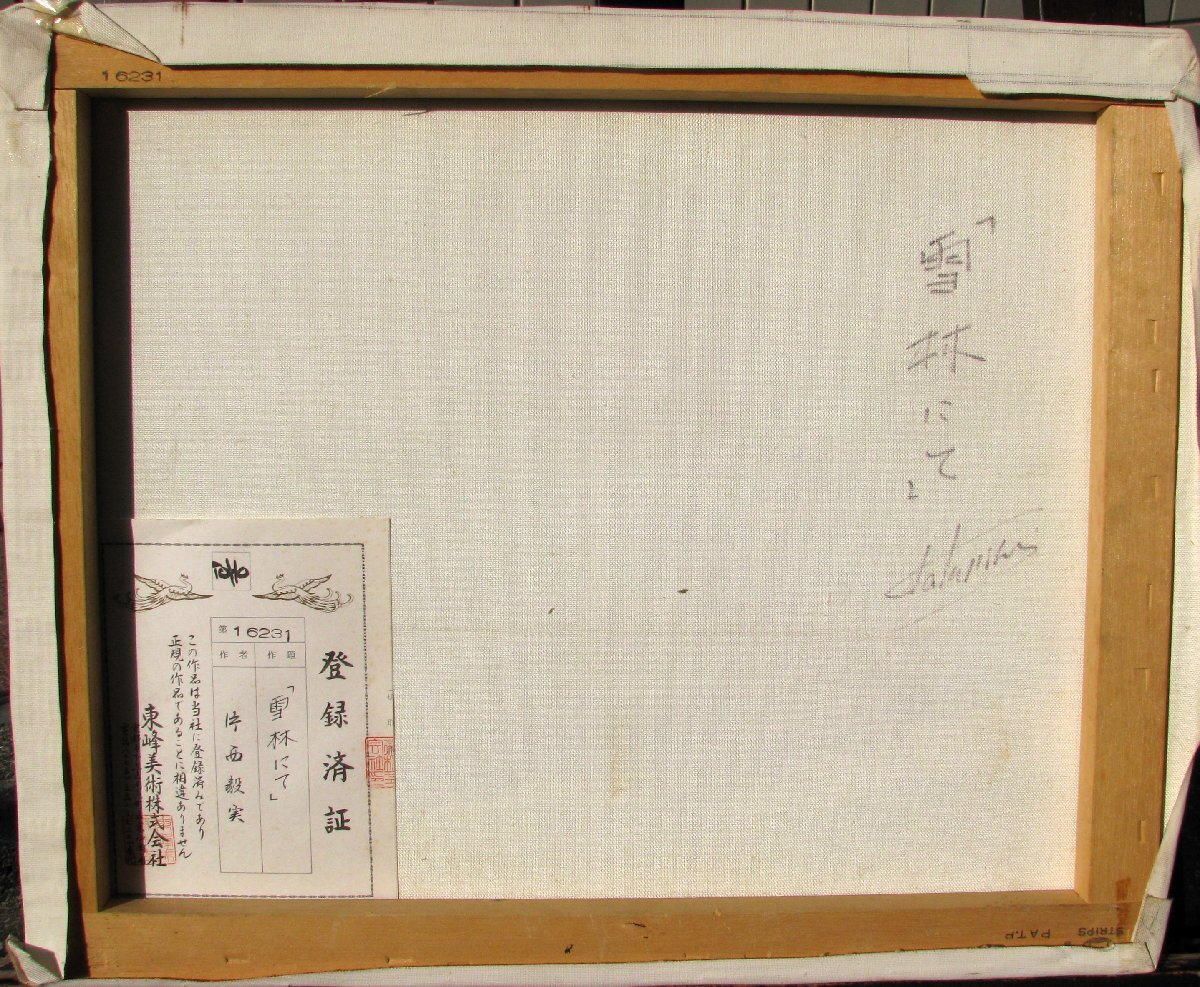 16231
「雪林にて」
TOHO
登録済証
第16231
作題
「雪林にて」
作者
片西毅実
この作品は当社に登録済みであり
正規の作品であることに相違ありません
東峰美術株式会社
STRIPS PAT.P